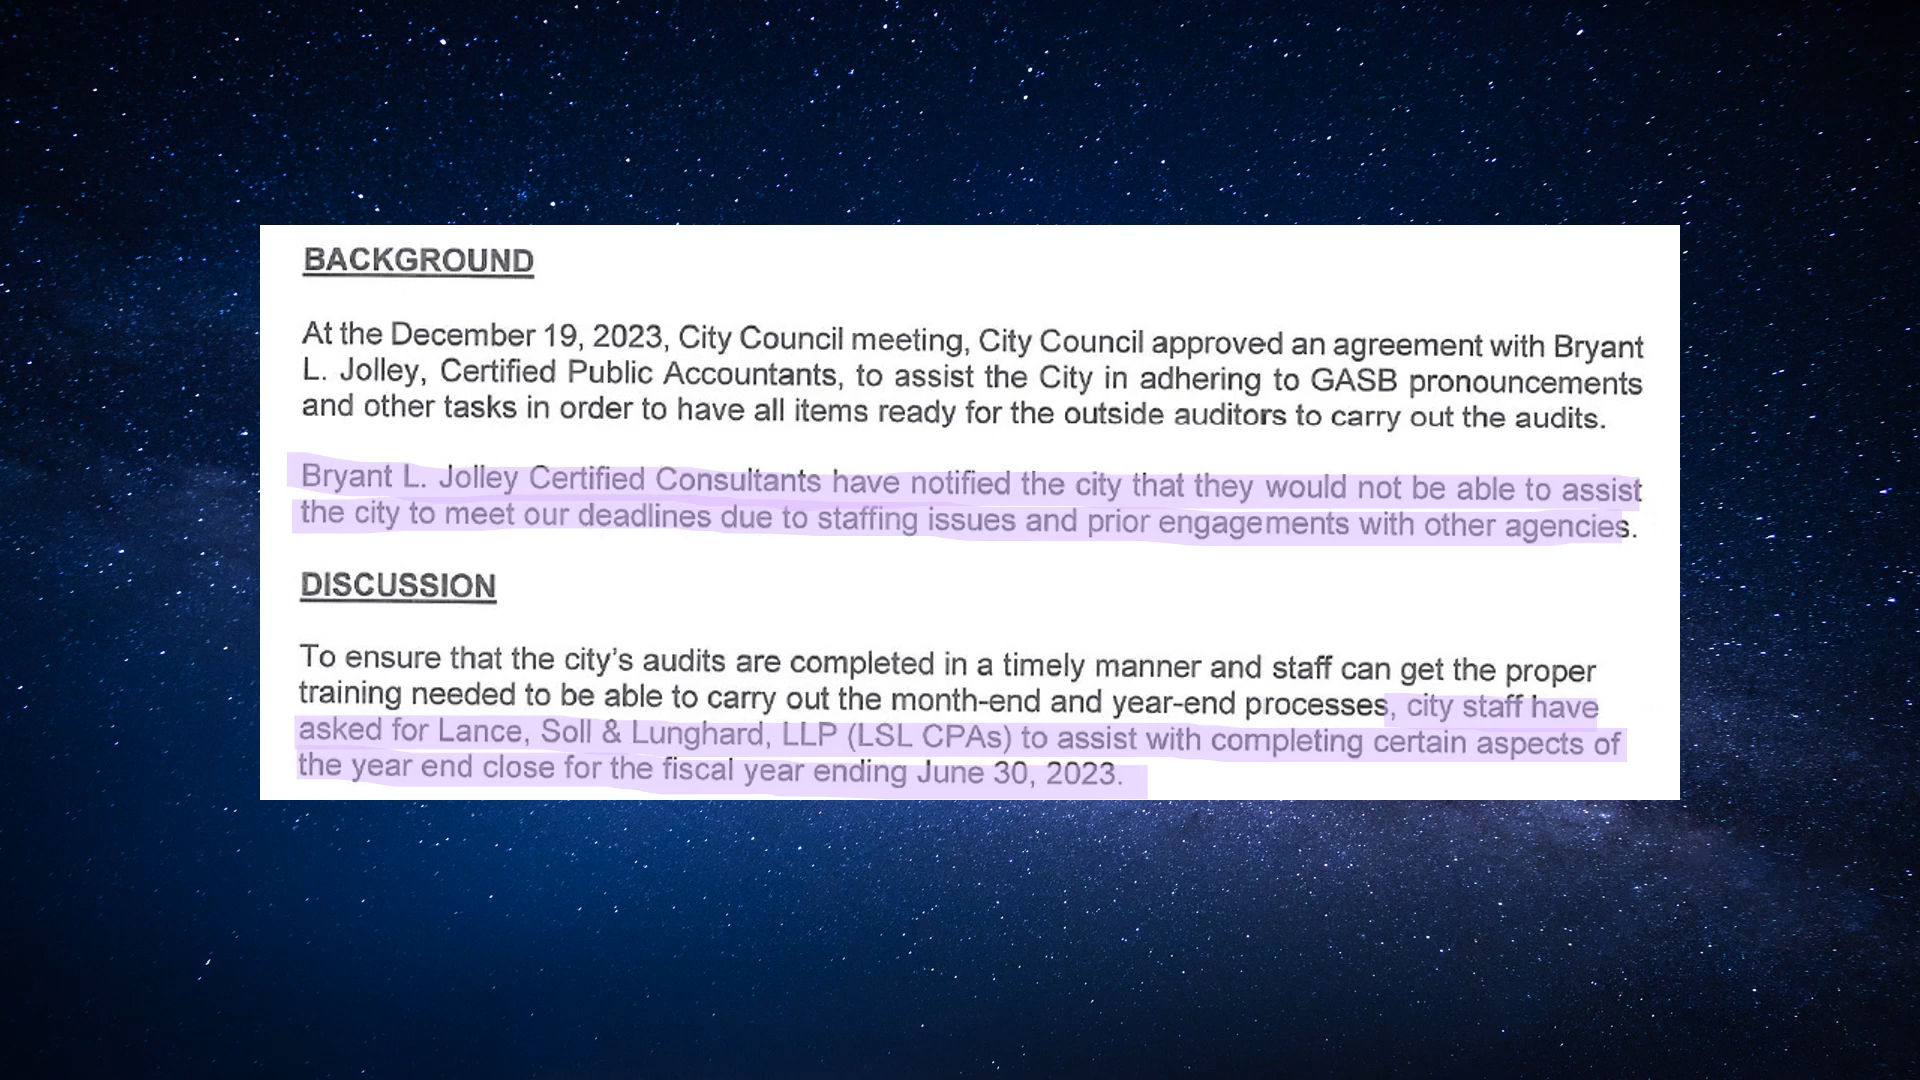 BACKGROUND
At the December 19, 2023, City Council meeting, City Council approved an agreement with Bryant
L. Jolley, Certified Public Accountants, to assist the City in adhering to GASB pronouncements
and other tasks in order to have all items ready for the outside auditors to carry out the audits.
Bryant L. Jolley Certified Consultants have notified the city that they would not be able to assist
the city to meet our deadlines due to staffing issues and prior engagements with other agencies.
DISCUSSION
To ensure that the city's audits are completed in a timely manner and staff can get the proper
training needed to be able to carry out the month-end and year-end processes, city staff have
asked for Lance, Soll & Lunghard, LLP (LSL CPAs) to assist with completing certain aspects of
the year end close for the fiscal year ending June 30, 2023.